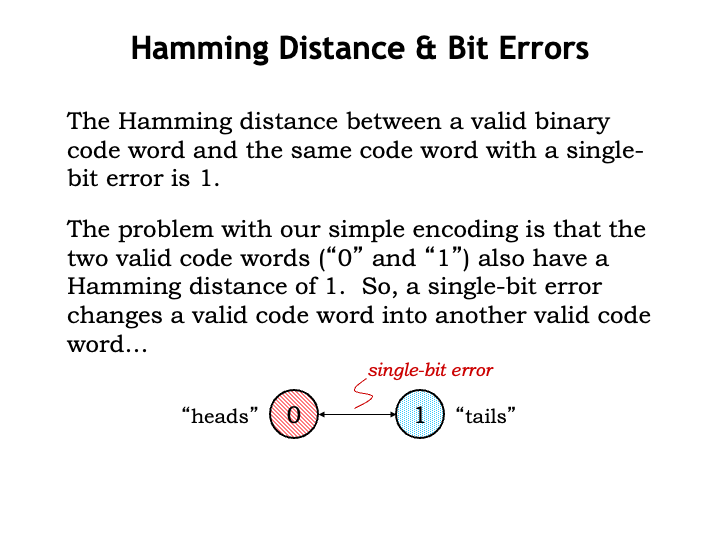 Hamming Distance & Bit Errors
The Hamming distance between a valid binary
code word and the same code word with a single-
bit error is 1.
The problem with our simple encoding is that the
two valid code words (“0” and “1”) also have a
Hamming distance of 1.  So, a single-bit error
changes a valid code word into another valid code
word…
single-bit error
“heads” 0 1 “tails”